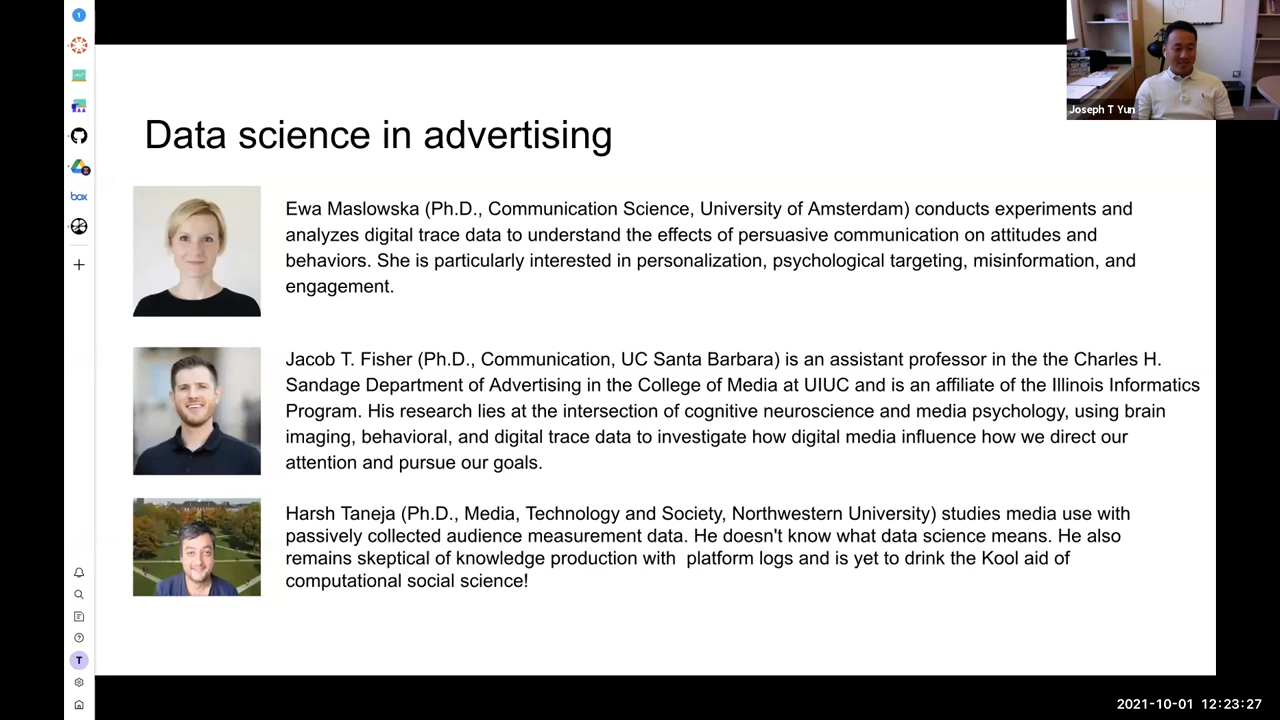 1
Joseph T Yun
Data science in advertising
Ewa Maslowska (Ph.D., Communication Science, University of Amsterdam) conducts experiments and
analyzes digital trace data to understand the effects of persuasive communication on attitudes and
behaviors. She is particularly interested in personalization, psychological targeting, misinformation, and
engagement.
Jacob T. Fisher (Ph.D., Communication, UC Santa Barbara) is an assistant professor in the the Charles H.
Sandage Department of Advertising in the College of Media at UIUC and is an affiliate of the Illinois Informatics
Program. His research lies at the intersection of cognitive neuroscience and media psychology, using brain
imaging, behavioral, and digital trace data to investigate how digital media influence how we direct our
attention and pursue our goals.
Harsh Taneja (Ph.D., Media, Technology and Society, Northwestern University) studies media use with
passively collected audience measurement data. He doesn't know what data science means. He also
remains skeptical of knowledge production with  platform logs and is yet to drink the Kool aid of
computational social science!
box
T
2021-10-01 12:23:27